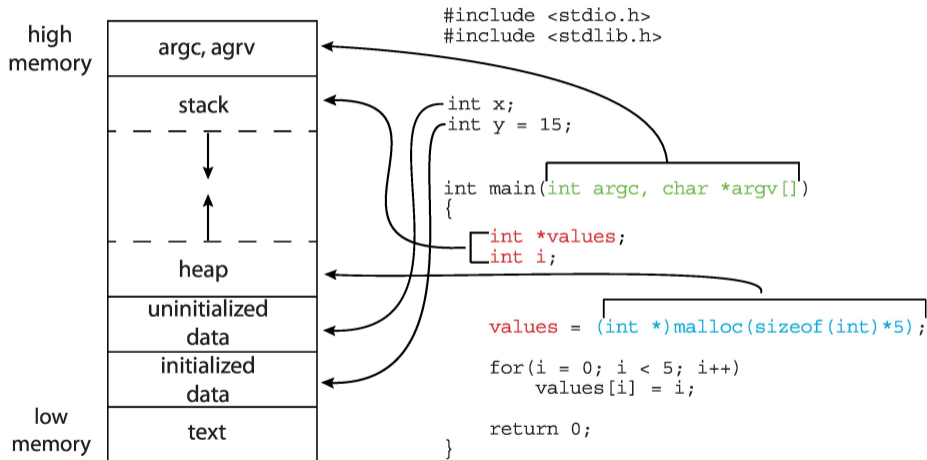 high
memory
argc, agrv
stack
heap
uninitialized
data
initialized
data
low
memory
text
#include <stdio.h>
#include <stdlib.h>
int x;
int y = 15;
int main(int argc, char *argv[])
{
int *values;
int i;
values = (int *)malloc(sizeof(int)*5);
for(i = 0; i < 5; i++)
values[i] = i;
return 0;
}